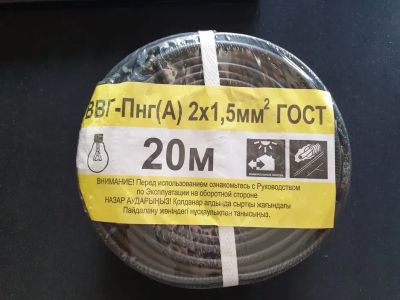 ВВГ-Пнг(А) 2х1,5мм² ГОСТ
20м
ВНИМАНИЕ! Перед использованием ознакомьтесь с Руководством
по Эксплуатации на оборотной стороне
НАЗАР АУДАРЫҢЫЗ! Қолданар алдында сыртқы жағындағы
Пайдалану жөніндегі нұсқаулықпен танысыңыз.